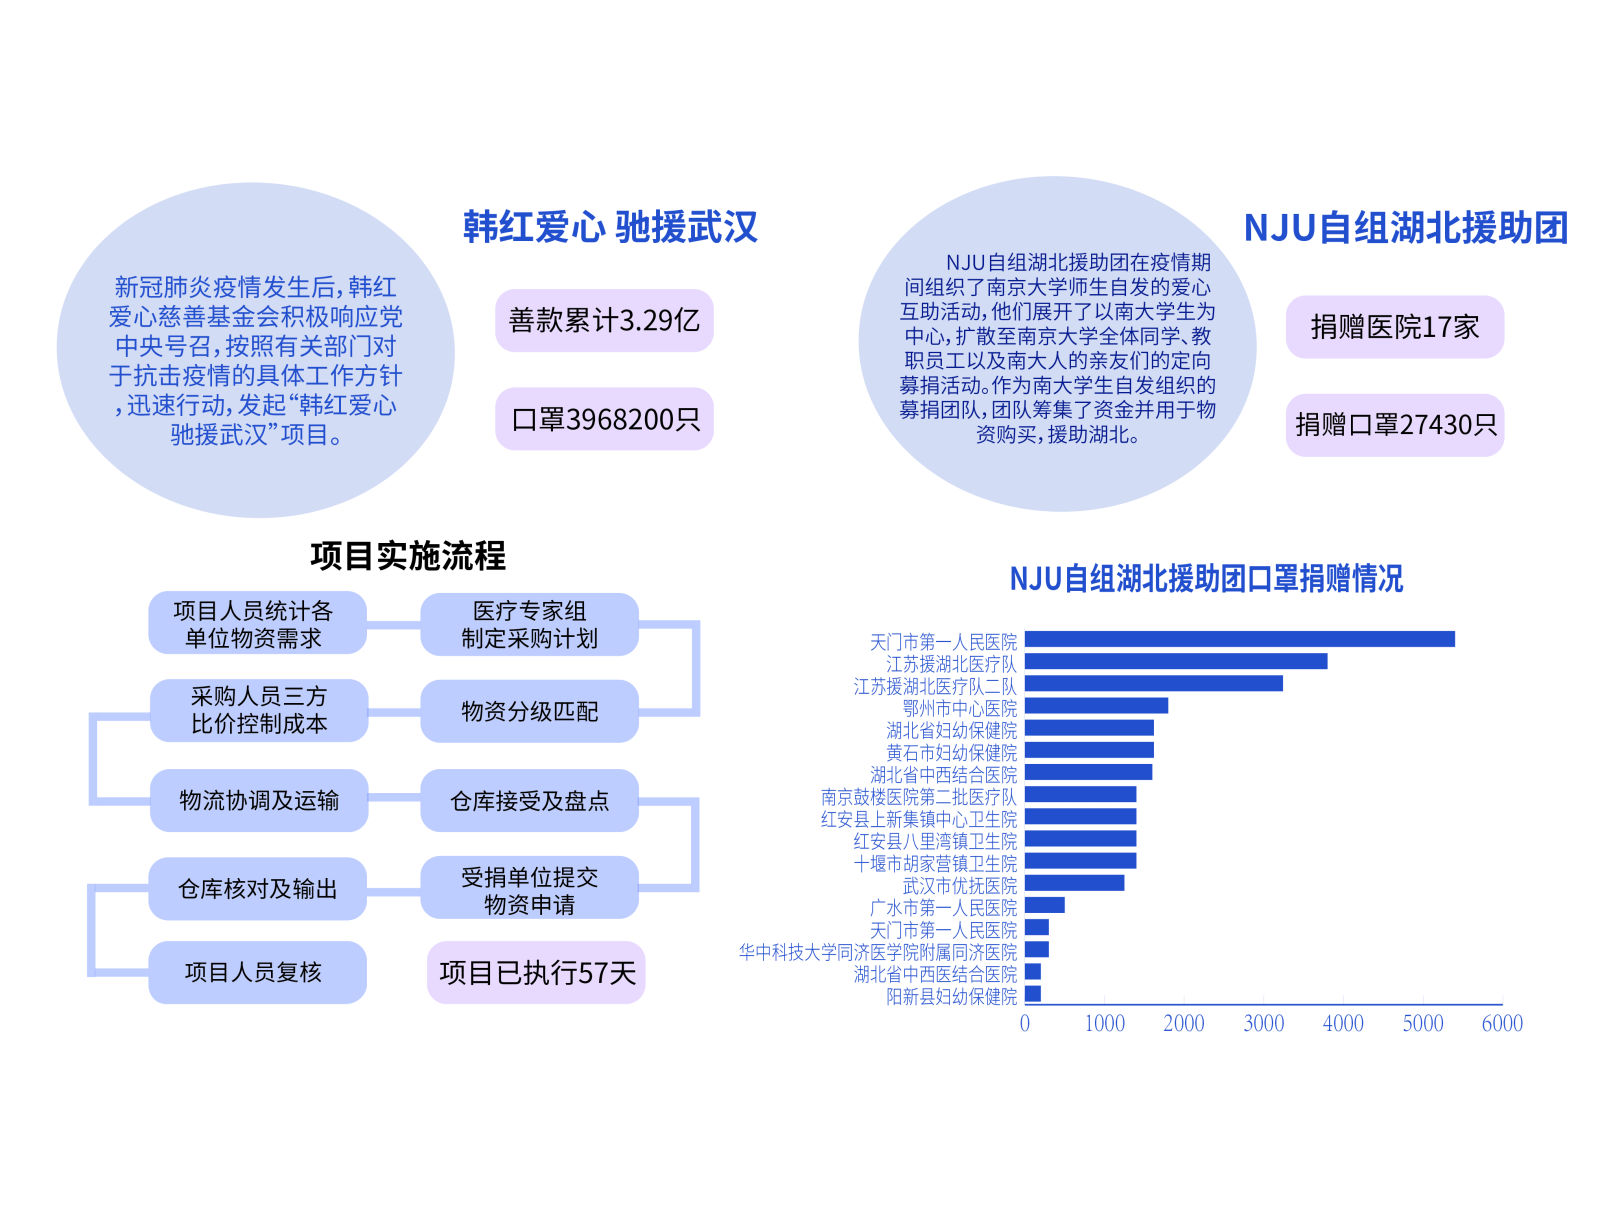 韩红爱心 驰援武汉
新冠肺炎疫情发生后，韩红
爱心慈善基金会积极响应党
中央号召，按照有关部门对
于抗击疫情的具体工作方针
，迅速行动，发起“韩红爱心
驰援武汉”项目。
善款累计3.29亿
口罩3968200只
项目实施流程
项目人员统计各
单位物资需求
医疗专家组
制定采购计划
物资分级匹配
采购人员三方
比价控制成本
物流协调及运输
仓库接受及盘点
受捐单位提交
物资申请
仓库核对及输出
项目人员复核
项目已执行57天
NJU自组湖北援助团
NJU自组湖北援助团在疫情期
间组织了南京大学师生自发的爱心
互助活动，他们展开了以南大学生为
中心，扩散至南京大学全体同学、教
职员工以及南大人的亲友们的定向
募捐活动。作为南大学生自发组织的
募捐团队，团队筹集了资金并用于物
资购买，援助湖北。
捐赠医院17家
捐赠口罩27430只
NJU自组湖北援助团口罩捐赠情况
天门市第一人民医院
江苏援湖北医疗队
江苏援湖北医疗队二队
鄂州市中心医院
湖北省妇幼保健院
黄石市妇幼保健院
湖北省中西结合医院
南京鼓楼医院第二批医疗队
红安县上新集镇中心卫生院
红安县八里湾镇卫生院
十堰市胡家营镇卫生院
武汉市优抚医院
广水市第一人民医院
天门市第一人民医院
华中科技大学同济医学院附属同济医院
湖北省中西医结合医院
阳新县妇幼保健院
0 1000 2000 3000 4000 5000 6000